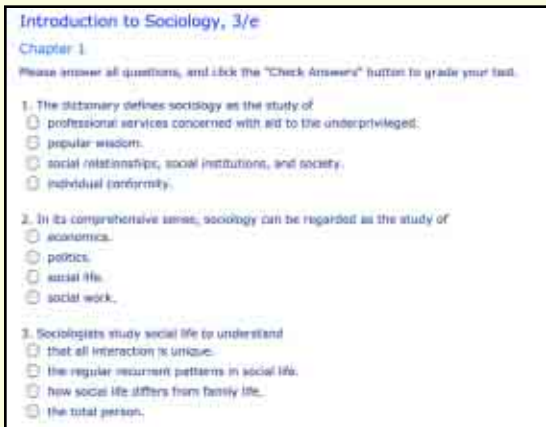 Introduction to Sociology, 3/e
Chapter 1
Please answer all questions, and click the "Check Answers" button to grade your test.
1. The dictionary defines sociology as the study of
professional services concerned with aid to the underprivileged.
popular wisdom.
social relationships, social institutions, and society.
individual conformity.
2. In its comprehensive sense, sociology can be regarded as the study of
economics.
politics.
social life.
social work.
3. Sociologists study social life to understand
that all interaction is unique.
the regular recurrent patterns in social life.
how social life differs from family life.
the total person.